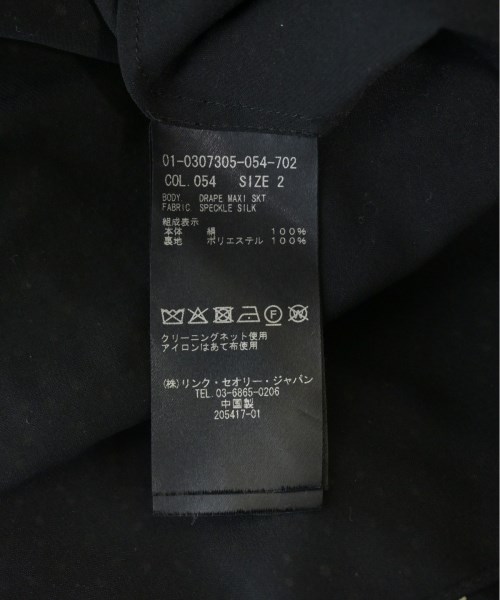 01-0307305-054-702
COL.054 SIZE 2
BODY. DRAPE MAXI SKT
FABRIC SPECKLE SILK
組成表示
本体 絹 100%
裏地 ポリエステル 100%
F
クリーニングネット使用
アイロンはあて布使用
(株)リンク・セオリー・ジャパン
TEL.03-6865-0206
中国製
205417-01